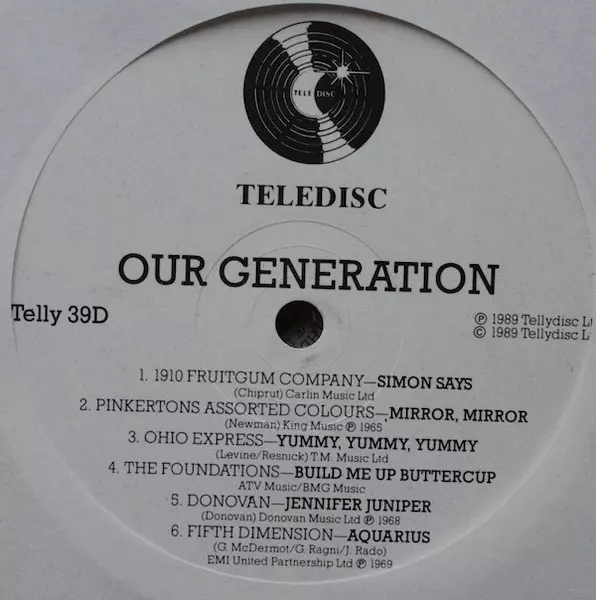 TELE DISC
TELEDISC
OUR GENERATION
Telly 39D
℗ 1989 Tellydisc L
© 1989 Tellydisc L
1. 1910 FRUITGUM COMPANY—SIMON SAYS
(Chiprut) Carlin Music Ltd
2. PINKERTONS ASSORTED COLOURS—MIRROR, MIRROR
(Newman) King Music ℗ 1965
3. OHIO EXPRESS—YUMMY, YUMMY, YUMMY
(Levine/Resnick) T.M. Music Ltd
4. THE FOUNDATIONS—BUILD ME UP BUTTERCUP
ATV Music/BMG Music
5. DONOVAN—JENNIFER JUNIPER
(Donovan) Donovan Music Ltd ℗ 1968
6. FIFTH DIMENSION—AQUARIUS
(G. McDermot/G. Ragni/J. Rado)
EMI United Partnership Ltd ℗ 1969